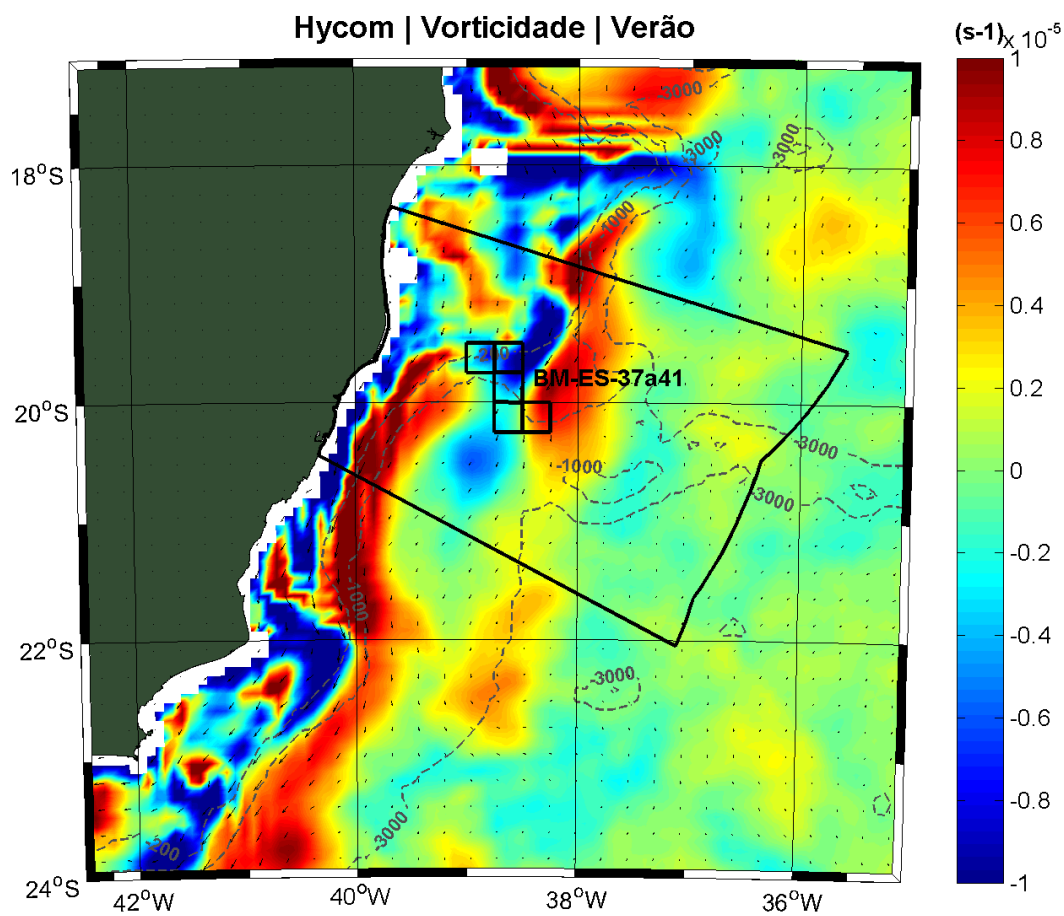 Hycom | Vorticidade | Verão
(s-1) x 10^-5
1
0.8
0.6
0.4
0.2
0
-0.2
-0.4
-0.6
-0.8
-1
18°S
20°S
22°S
24°S
42°W
40°W
38°W
36°W
-3000
-3000
-3000
-1000
-200
BM-ES-37a41
-1000
-3000
-3000
-1000
-3000
-3000
-200